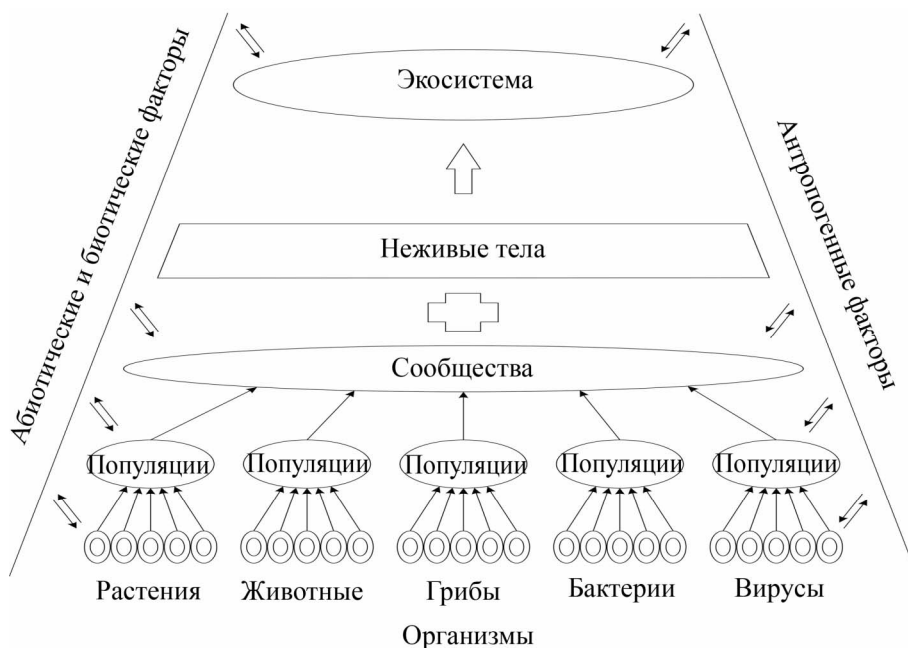 Абиотические и биотические факторы
Экосистема
Антропогенные факторы
Неживые тела
Сообщества
Популяции
Популяции
Популяции
Популяции
Популяции
Растения
Животные
Грибы
Бактерии
Вирусы
Организмы